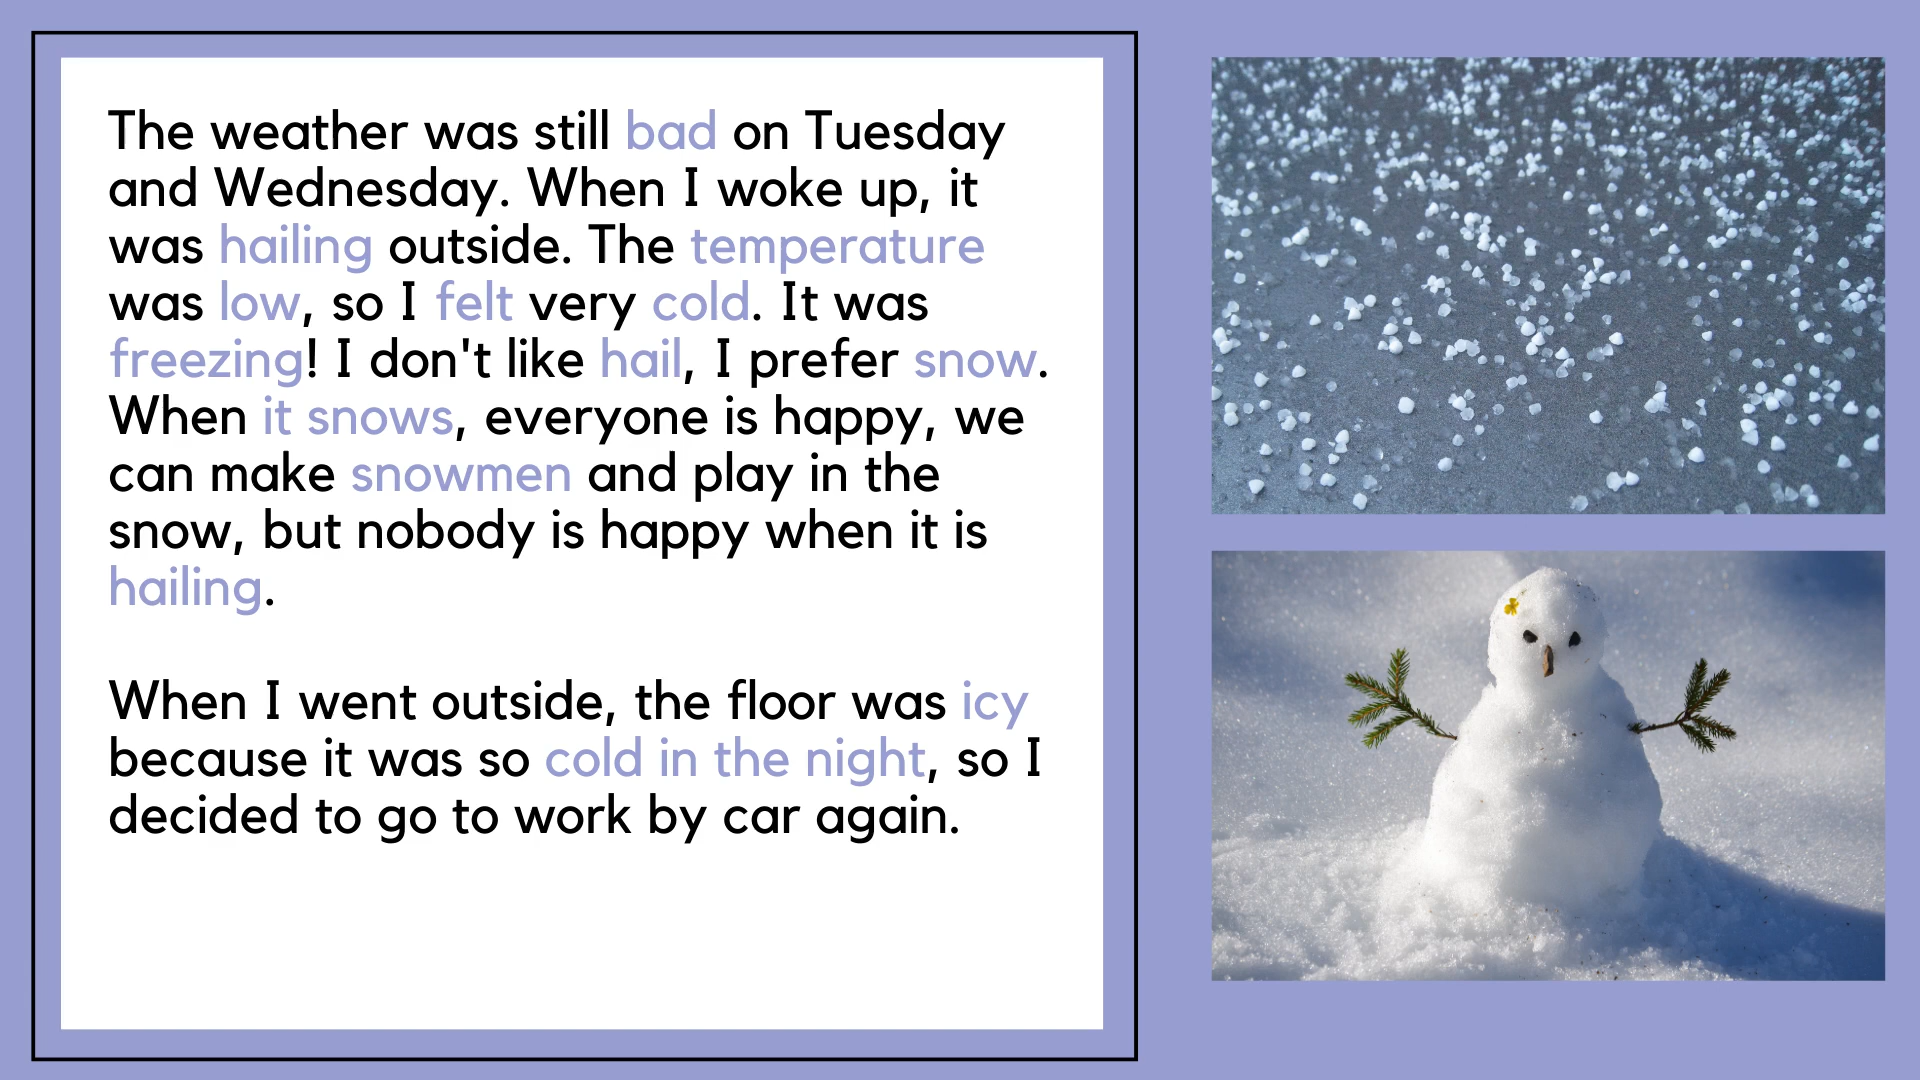 The weather was still bad on Tuesday
and Wednesday. When I woke up, it
was hailing outside. The temperature
was low, so I felt very cold. It was
freezing! I don't like hail, I prefer snow.
When it snows, everyone is happy, we
can make snowmen and play in the
snow, but nobody is happy when it is
hailing.
When I went outside, the floor was icy
because it was so cold in the night, so I
decided to go to work by car again.